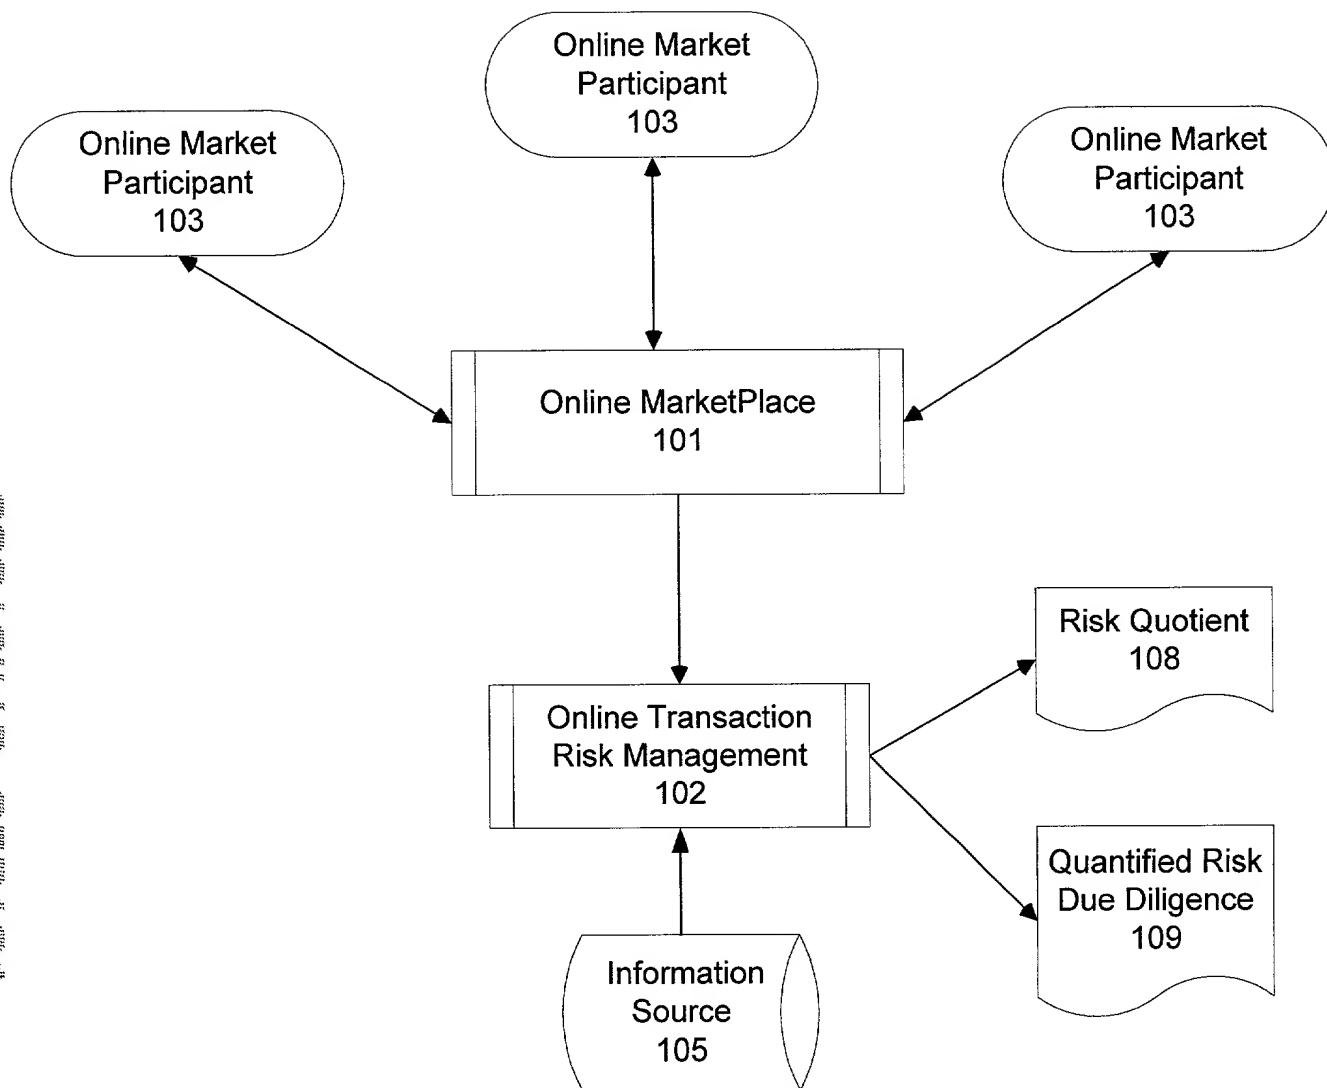 Online Market
Participant
103
Online Market
Participant
103
Online Market
Participant
103
Online MarketPlace
101
Online Transaction
Risk Management
102
Risk Quotient
108
Quantified Risk
Due Diligence
109
Information
Source
105